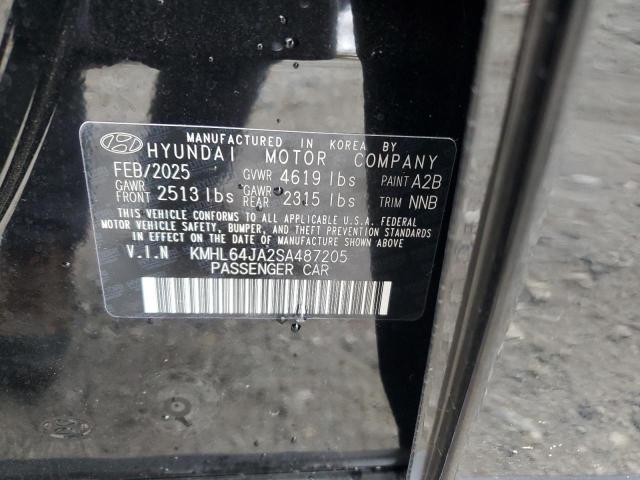 MANUFACTURED IN KOREA BY
HYUNDAI MOTOR COMPANY
FEB/2025 GVWR 4619 lbs PAINT A2B
GAWR FRONT 2513 lbs GAWR REAR 2315 lbs TRIM NNB
THIS VEHICLE CONFORMS TO ALL APPLICABLE U.S.A. FEDERAL
MOTOR VEHICLE SAFETY, BUMPER, AND THEFT PREVENTION STANDARDS
IN EFFECT ON THE DATE OF MANUFACTURE SHOWN ABOVE.
V.I.N KMHL64JA2SA487205
PASSENGER CAR